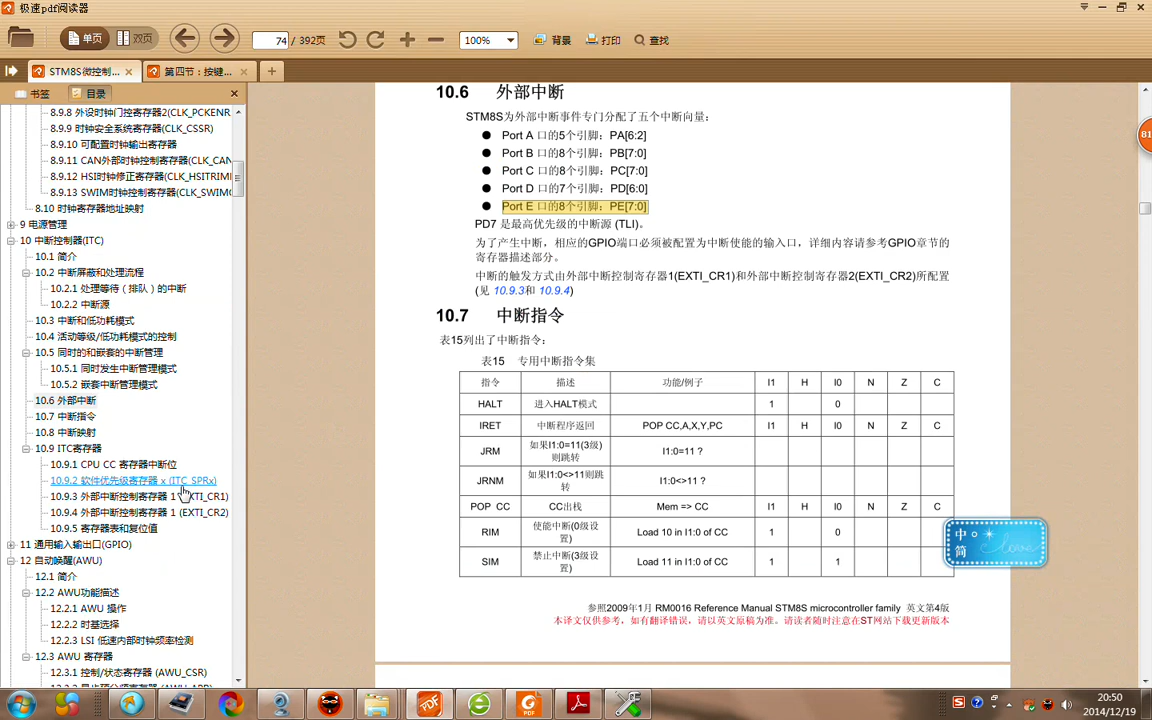 极速pdf阅读器
单页 双页 74 / 392页 100% 背景 打印 查找
STM8S微控制... 第四节：按键...
书签 目录
8.9.8 外设时钟门控寄存器2(CLK_PCKENR
8.9.9 时钟安全系统寄存器(CLK_CSSR)
8.9.10 可配置时钟输出寄存器
8.9.11 CAN外部时钟控制寄存器(CLK_CAN
8.9.12 HSI时钟修正寄存器(CLK_HSITRIMF
8.9.13 SWIM时钟控制寄存器(CLK_SWIMC
8.10 时钟寄存器地址映射
9 电源管理
10 中断控制器(ITC)
10.1 简介
10.2 中断屏蔽和处理流程
10.2.1 处理等待（排队）的中断
10.2.2 中断源
10.3 中断和低功耗模式
10.4 活动等级/低功耗模式的控制
10.5 同时的和嵌套的中断管理
10.5.1 同时发生中断管理模式
10.5.2 嵌套中断管理模式
10.6 外部中断
10.7 中断指令
10.8 中断映射
10.9 ITC寄存器
10.9.1 CPU CC 寄存器中断位
10.9.2 软件优先级寄存器 x (ITC_SPRx)
10.9.3 外部中断控制寄存器 1 (EXTI_CR1)
10.9.4 外部中断控制寄存器 1 (EXTI_CR2)
10.9.5 寄存器表和复位值
11 通用输入输出口(GPIO)
12 自动唤醒(AWU)
12.1 简介
12.2 AWU功能描述
12.2.1 AWU 操作
12.2.2 时基选择
12.2.3 LSI 低速内部时钟频率检测
12.3 AWU 寄存器
12.3.1 控制/状态寄存器 (AWU_CSR)
10.6 外部中断
STM8S为外部中断事件专门分配了五个中断向量：
● Port A 口的5个引脚：PA[6:2]
● Port B 口的8个引脚：PB[7:0]
● Port C 口的8个引脚：PC[7:0]
● Port D 口的7个引脚：PD[6:0]
● Port E 口的8个引脚：PE[7:0]
PD7 是最高优先级的中断源 (TLI)。
为了产生中断，相应的GPIO端口必须被配置为中断使能的输入口，详细内容请参考GPIO章节的
寄存器描述部分。
中断的触发方式由外部中断控制寄存器1(EXTI_CR1)和外部中断控制寄存器2(EXTI_CR2)所配置
(见 10.9.3和 10.9.4)
10.7 中断指令
表15列出了中断指令：
表15 专用中断指令集
指令 描述 功能/例子 I1 H I0 N Z C
HALT 进入HALT模式 1 0
IRET 中断程序返回 POP CC,A,X,Y,PC I1 H I0 N Z C
JRM 如果I1:0=11(3级)
则跳转 I1:0=11 ?
JRNM 如果I1:0<>11则跳
转 I1:0<>11 ?
POP CC CC出栈 Mem => CC I1 H I0 N Z C
RIM 使能中断(0级设
置) Load 10 in I1:0 of CC 1 0
SIM 禁止中断(3级设
置) Load 11 in I1:0 of CC 1 1
参照2009年1月 RM0016 Reference Manual STM8S microcontroller family 英文第4版
本译文仅供参考，如有翻译错误，请以英文原稿为准。请读者随时注意在ST网站下载更新版本
81
中
简
love
20:50
2014/12/19